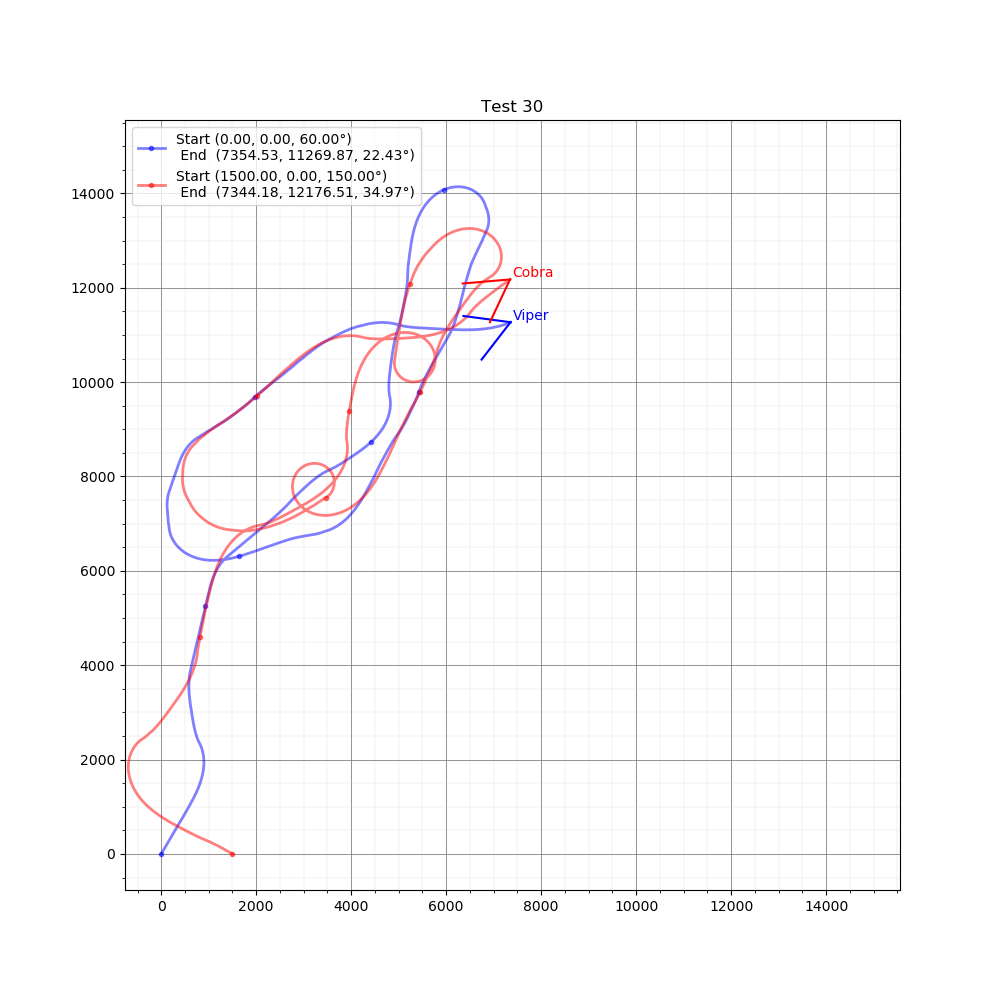 Test 30
Start (0.00, 0.00, 60.00°)
End (7354.53, 11269.87, 22.43°)
Start (1500.00, 0.00, 150.00°)
End (7344.18, 12176.51, 34.97°)
14000
12000
10000
8000
6000
4000
2000
0
Cobra
Viper
0 2000 4000 6000 8000 10000 12000 14000